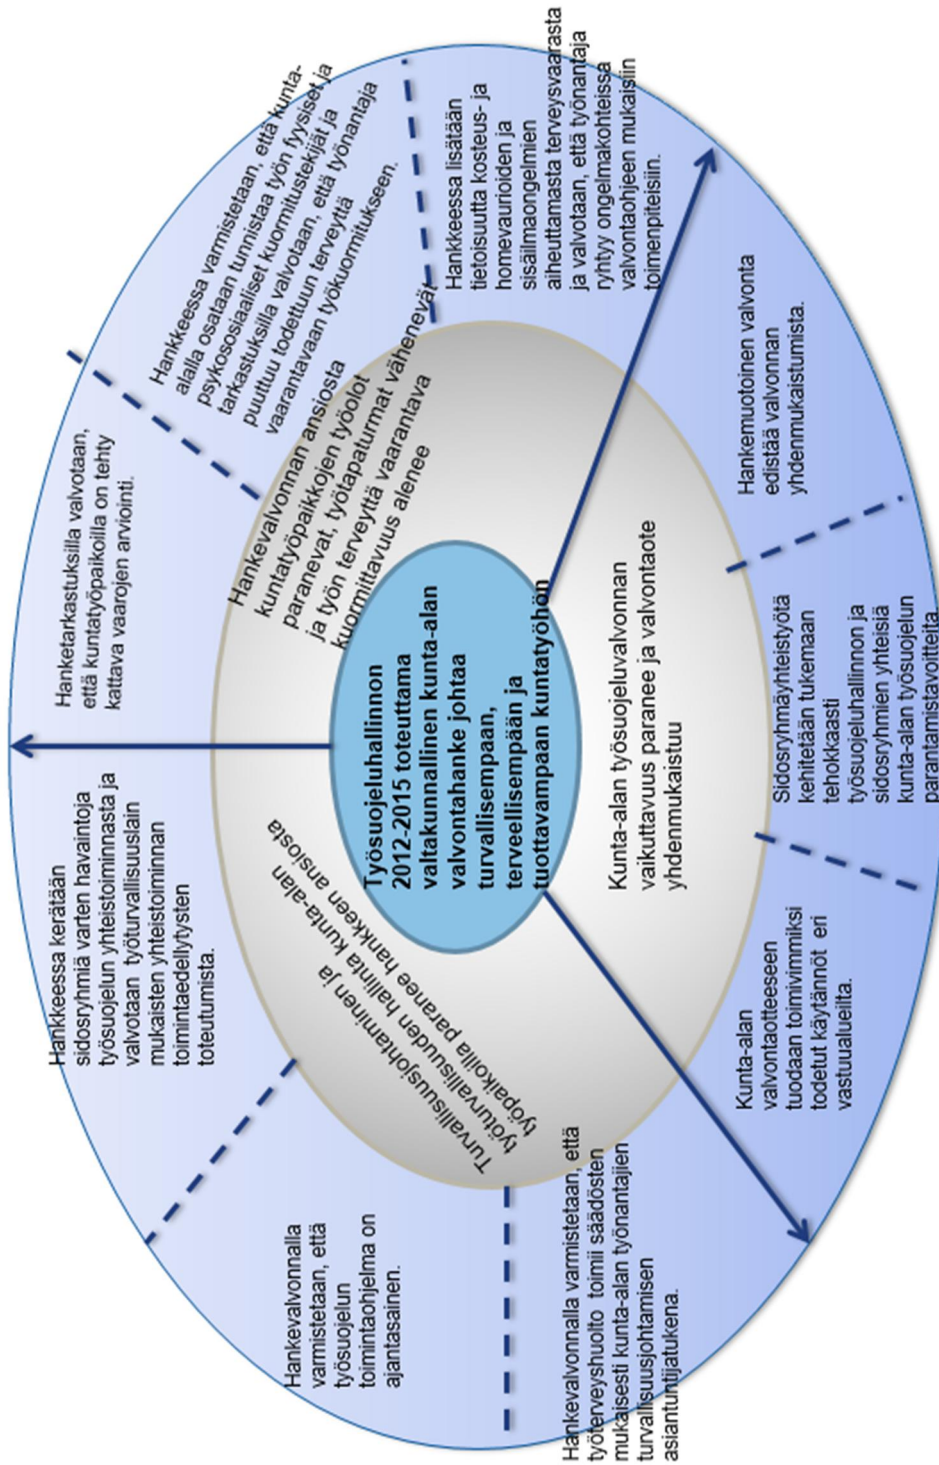 Työsuojeluhallinnon
2012-2015 toteuttama
valtakunnallinen kunta-alan
valvontahanke johtaa
turvallisempaan,
terveellisempään ja
tuottavampaan kuntatyöhön
Hankevalvonnan ansiosta
kuntatyöpaikkojen työolot
paranevat, työtapaturmat vähenevät
ja työn terveyttä vaarantava
kuormittavuus alenee
Kunta-alan työsuojeluvalvonnan
vaikuttavuus paranee ja valvontaote
yhdenmukaistuu
Turvallisuusjohtaminen ja
työturvallisuuden hallinta kunta-alan
työpaikoilla paranee hankkeen ansiosta
Hanketarkastuksilla valvotaan,
että kuntatyöpaikoilla on tehty
kattava vaarojen arviointi.
Hankkeessa varmistetaan, että kunta-
alalla osataan tunnistaa työn fyysiset ja
psykososiaaliset kuormitustekijät ja
tarkastuksilla valvotaan, että työnantaja
puuttuu todettuun terveyttä
vaarantavaan työkuormitukseen.
Hankkeessa lisätään
tietoisuutta kosteus- ja
homevaurioiden ja
sisäilmaongelmien
aiheuttamasta terveysvaarasta
ja valvotaan, että työnantaja
ryhtyy ongelmakohteissa
valvontaohjeen mukaisiin
toimenpiteisiin.
Hankemuotoinen valvonta
edistää valvonnan
yhdenmukaistumista.
Sidosryhmäyhteistyötä
kehitetään tukemaan
tehokkaasti
työsuojeluhallinnon ja
sidosryhmien yhteisiä
kunta-alan työsuojelun
parantamistavoitteita.
Kunta-alan
valvontaotteeseen
tuodaan toimivimmiksi
todetut käytännöt eri
vastuualueilta.
Hankevalvonnalla varmistetaan, että
työterveyshuolto toimii säädösten
mukaisesti kunta-alan työnantajien
turvallisuusjohtamisen
asiantuntijatukena.
Hankevalvonnalla
varmistetaan, että
työsuojelun
toimintaohjelma on
ajantasainen.
Hankkeessa kerätään
sidosryhmiä varten havaintoja
työsuojelun yhteistoiminnasta ja
valvotaan työturvallisuuslain
mukaisten yhteistoiminnan
toimintaedellytysten
toteutumista.